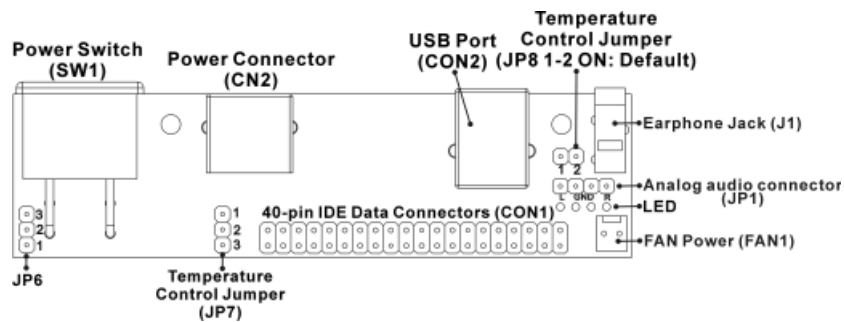 Power Switch
(SW1)
Power Connector
(CN2)
USB Port
(CON2)
Temperature
Control Jumper
(JP8 1-2 ON: Default)
Earphone Jack (J1)
1 2
Analog audio connector
(JP1)
L GND R
LED
FAN Power (FAN1)
40-pin IDE Data Connectors (CON1)
3
2
1
JP6
1
2
3
Temperature
Control Jumper
(JP7)